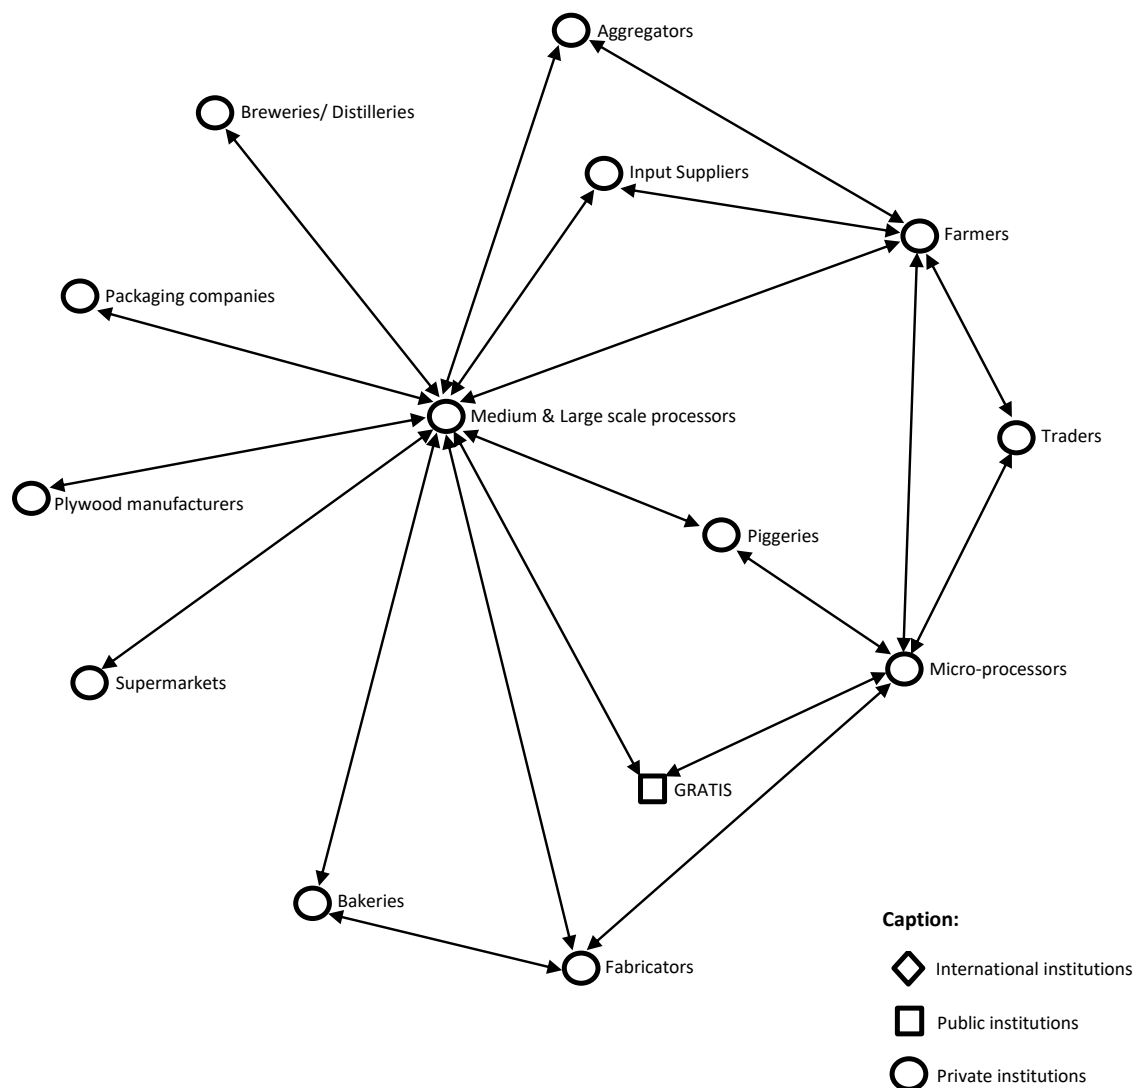 Aggregators
Breweries/ Distilleries
Input Suppliers
Farmers
Packaging companies
Medium & Large scale processors
Traders
Plywood manufacturers
Piggeries
Supermarkets
Micro-processors
GRATIS
Bakeries
Fabricators
Caption:
International institutions
Public institutions
Private institutions